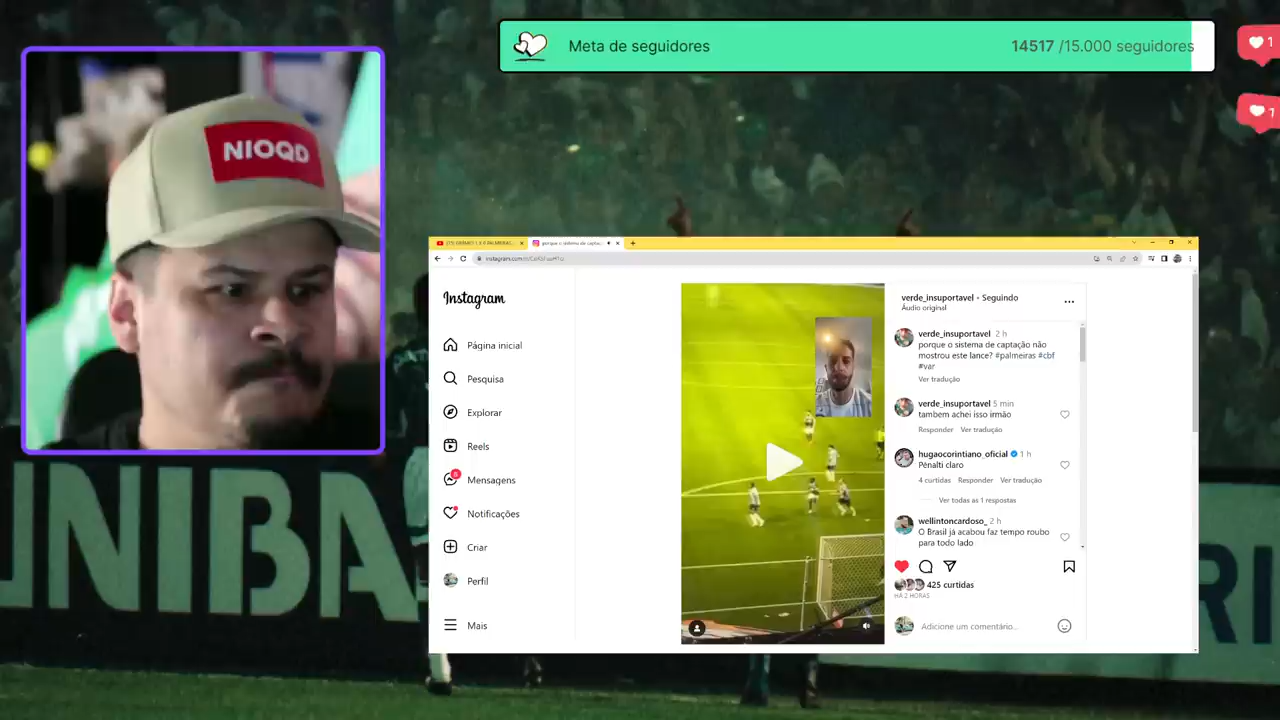 Meta de seguidores
14517 /15.000 seguidores
1
1
NIOQD
porque o sistema de captaç
Instagram
Página inicial
Pesquisa
Explorar
Reels
Mensagens
Notificações
Criar
Perfil
Mais
verde_insuportavel • Seguindo
Áudio original
verde_insuportavel 2 h
porque o sistema de captação não
mostrou este lance? #palmeiras #cbf
#var
Ver tradução
verde_insuportavel 5 min
tambem achei isso irmão
Responder Ver tradução
hugaocorintiano_oficial 1 h
Pênalti claro
4 curtidas Responder Ver tradução
Ver todas as 1 respostas
wellintoncardoso_ 2 h
O Brasil já acabou faz tempo roubo
para todo lado
425 curtidas
HÁ 2 HORAS
Adicione um comentário...
UNIBA